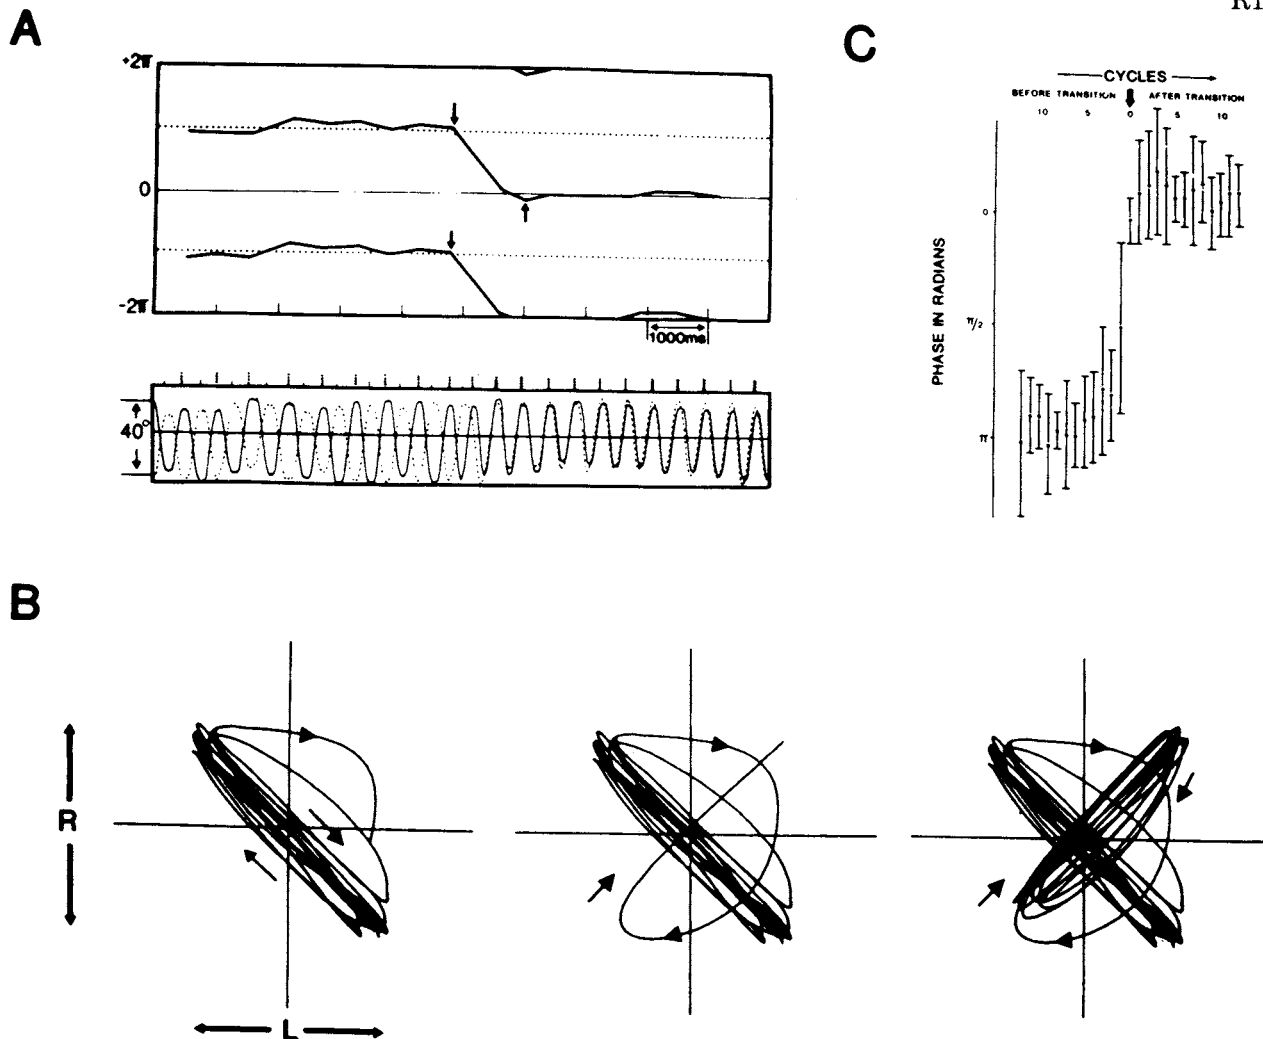 A
+2π
0
-2π
1000ms
40°
C
CYCLES
BEFORE TRANSITION
AFTER TRANSITION
10
5
0
5
10
PHASE IN RADIANS
0
π/2
π
B
R
L